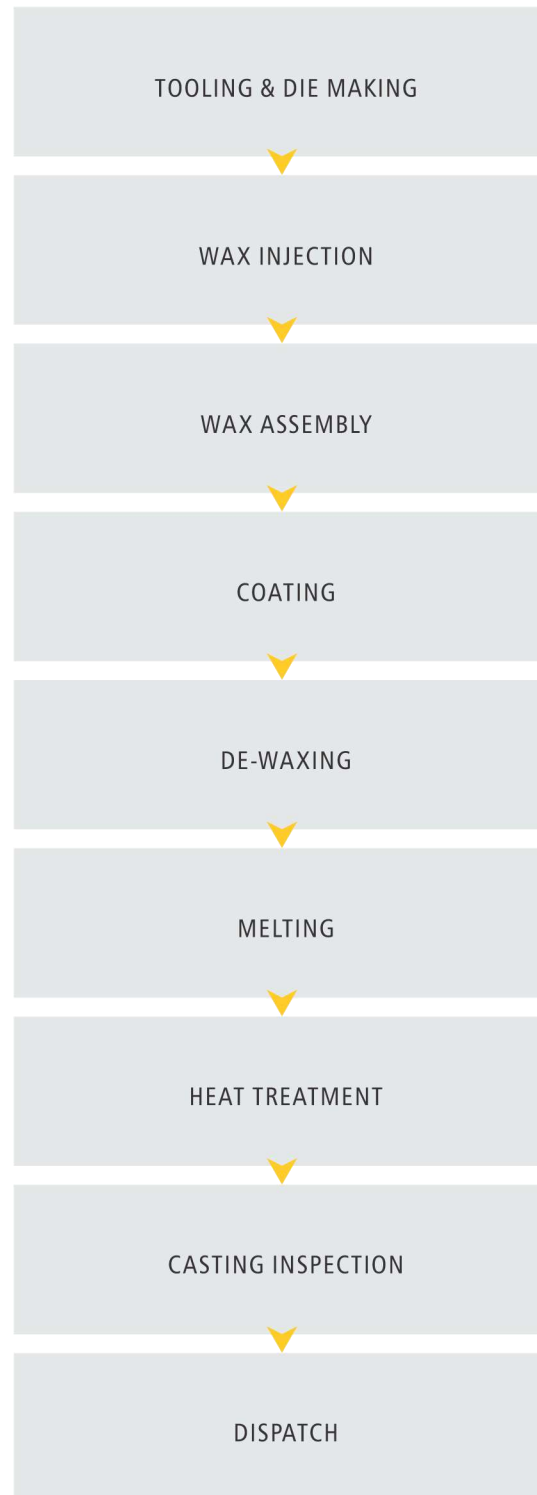 TOOLING & DIE MAKING
WAX INJECTION
WAX ASSEMBLY
COATING
DE-WAXING
MELTING
HEAT TREATMENT
CASTING INSPECTION
DISPATCH